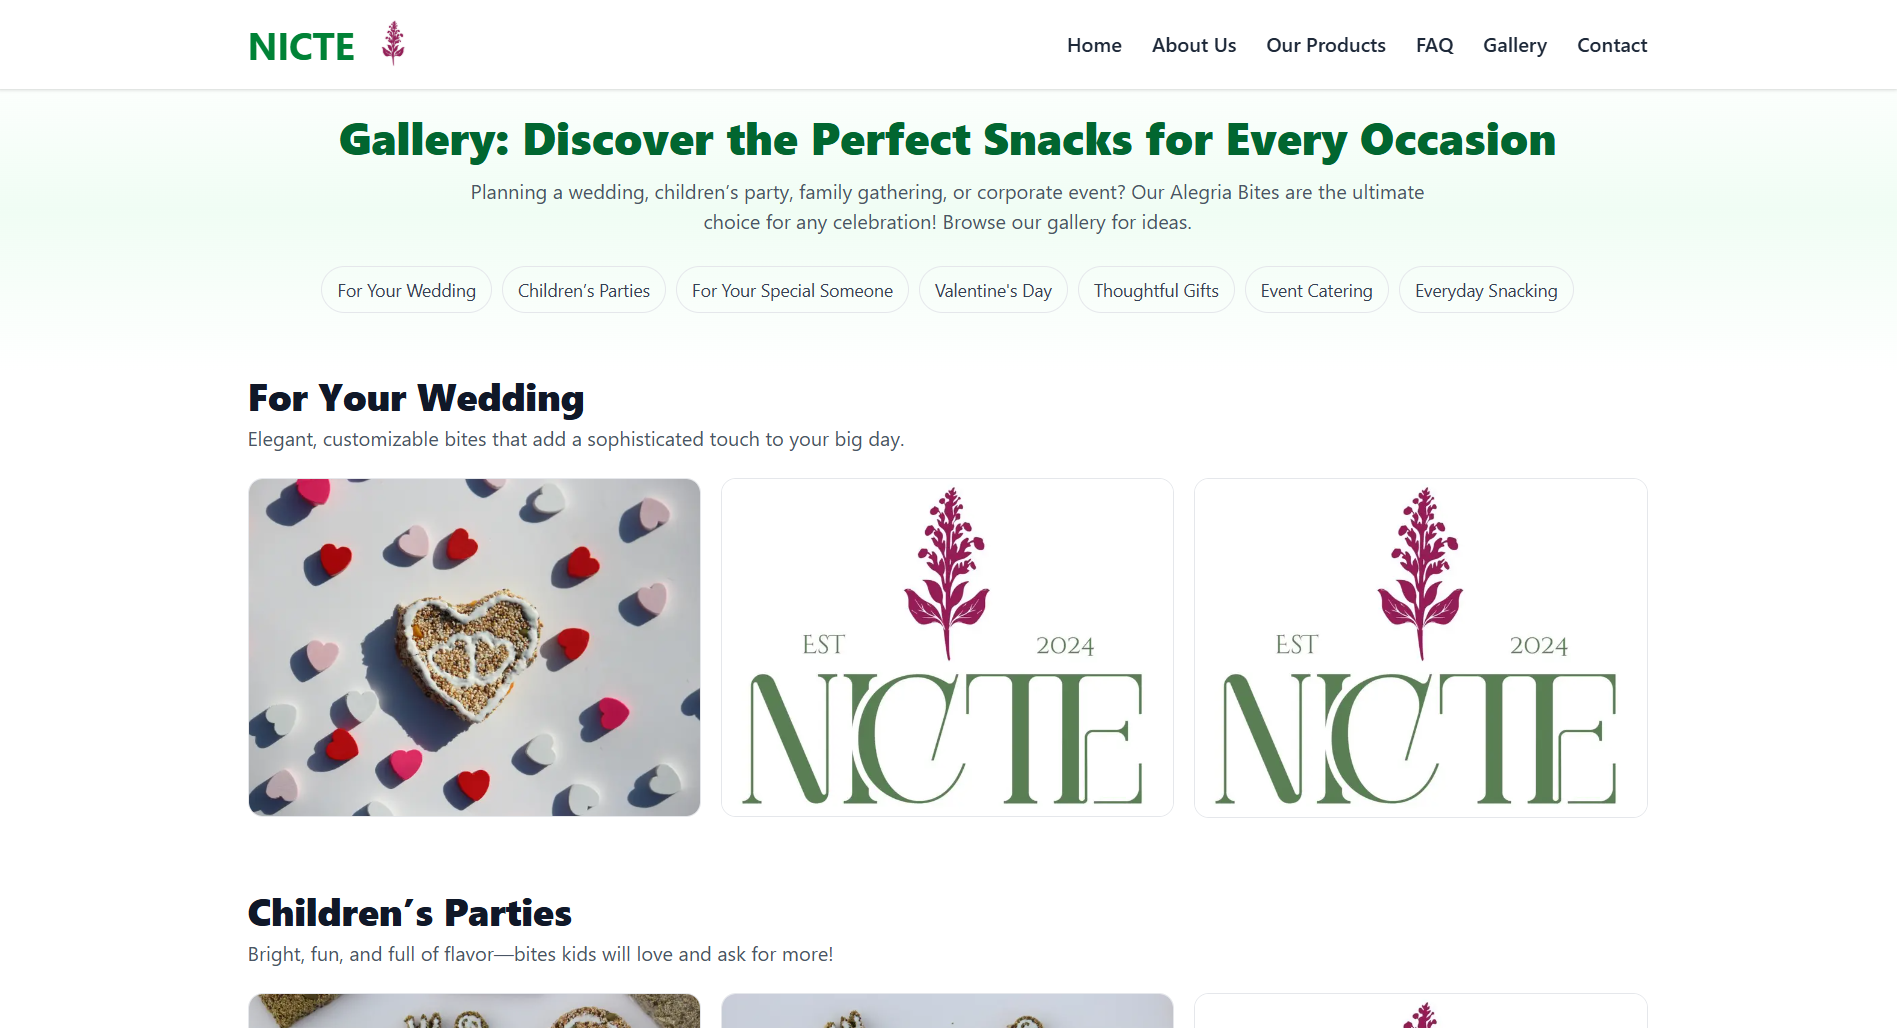 NICTE
Home About Us Our Products FAQ Gallery Contact
Gallery: Discover the Perfect Snacks for Every Occasion
Planning a wedding, children’s party, family gathering, or corporate event? Our Alegria Bites are the ultimate
choice for any celebration! Browse our gallery for ideas.
For Your Wedding Children’s Parties For Your Special Someone Valentine's Day Thoughtful Gifts Event Catering Everyday Snacking
For Your Wedding
Elegant, customizable bites that add a sophisticated touch to your big day.
EST 2024
NICTE
EST 2024
NICTE
Children’s Parties
Bright, fun, and full of flavor—bites kids will love and ask for more!